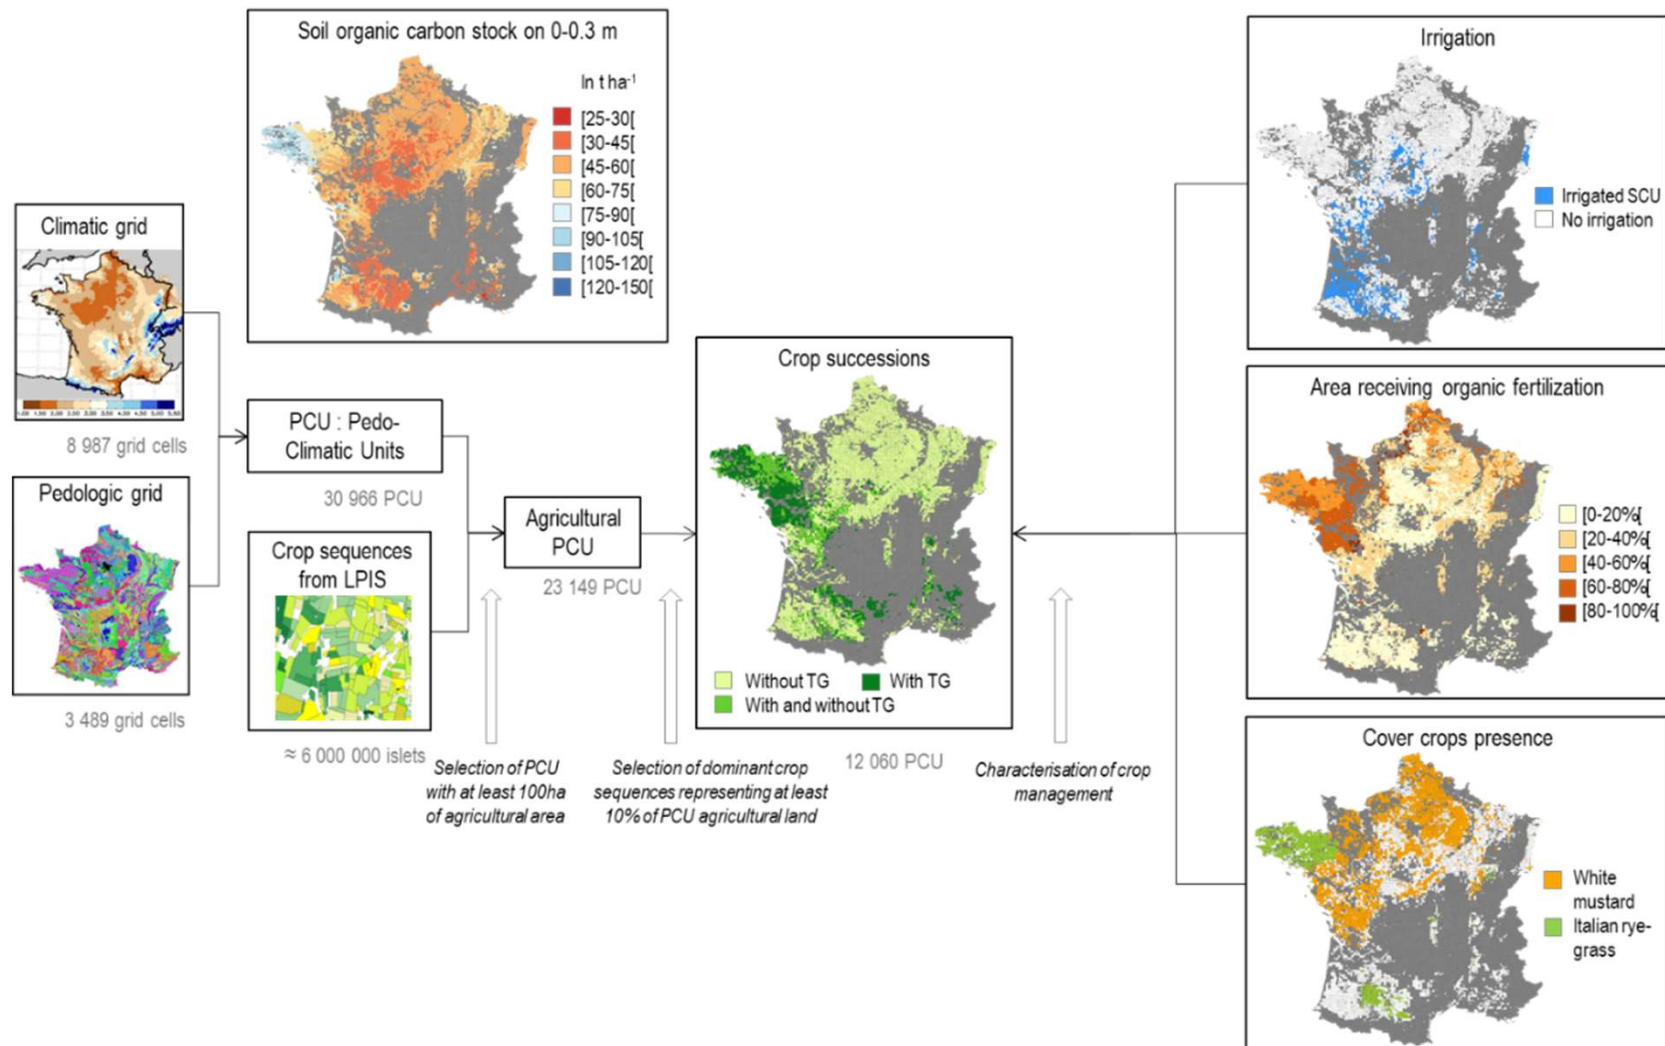 Soil organic carbon stock on 0-0.3 m
In t ha⁻¹
[25-30[
[30-45[
[45-60[
[60-75[
[75-90[
[90-105[
[105-120[
[120-150[
Climatic grid
8 987 grid cells
Pedologic grid
3 489 grid cells
PCU : Pedo-
Climatic Units
30 966 PCU
Crop sequences
from LPIS
≈ 6 000 000 islets
Agricultural
PCU
23 149 PCU
Selection of PCU
with at least 100ha
of agricultural area
Selection of dominant crop
sequences representing at least
10% of PCU agricultural land
Crop successions
Without TG
With TG
With and without TG
12 060 PCU
Characterisation of crop
management
Irrigation
Irrigated SCU
No irrigation
Area receiving organic fertilization
[0-20%[
[20-40%[
[40-60%[
[60-80%[
[80-100%[
Cover crops presence
White
mustard
Italian rye-
grass